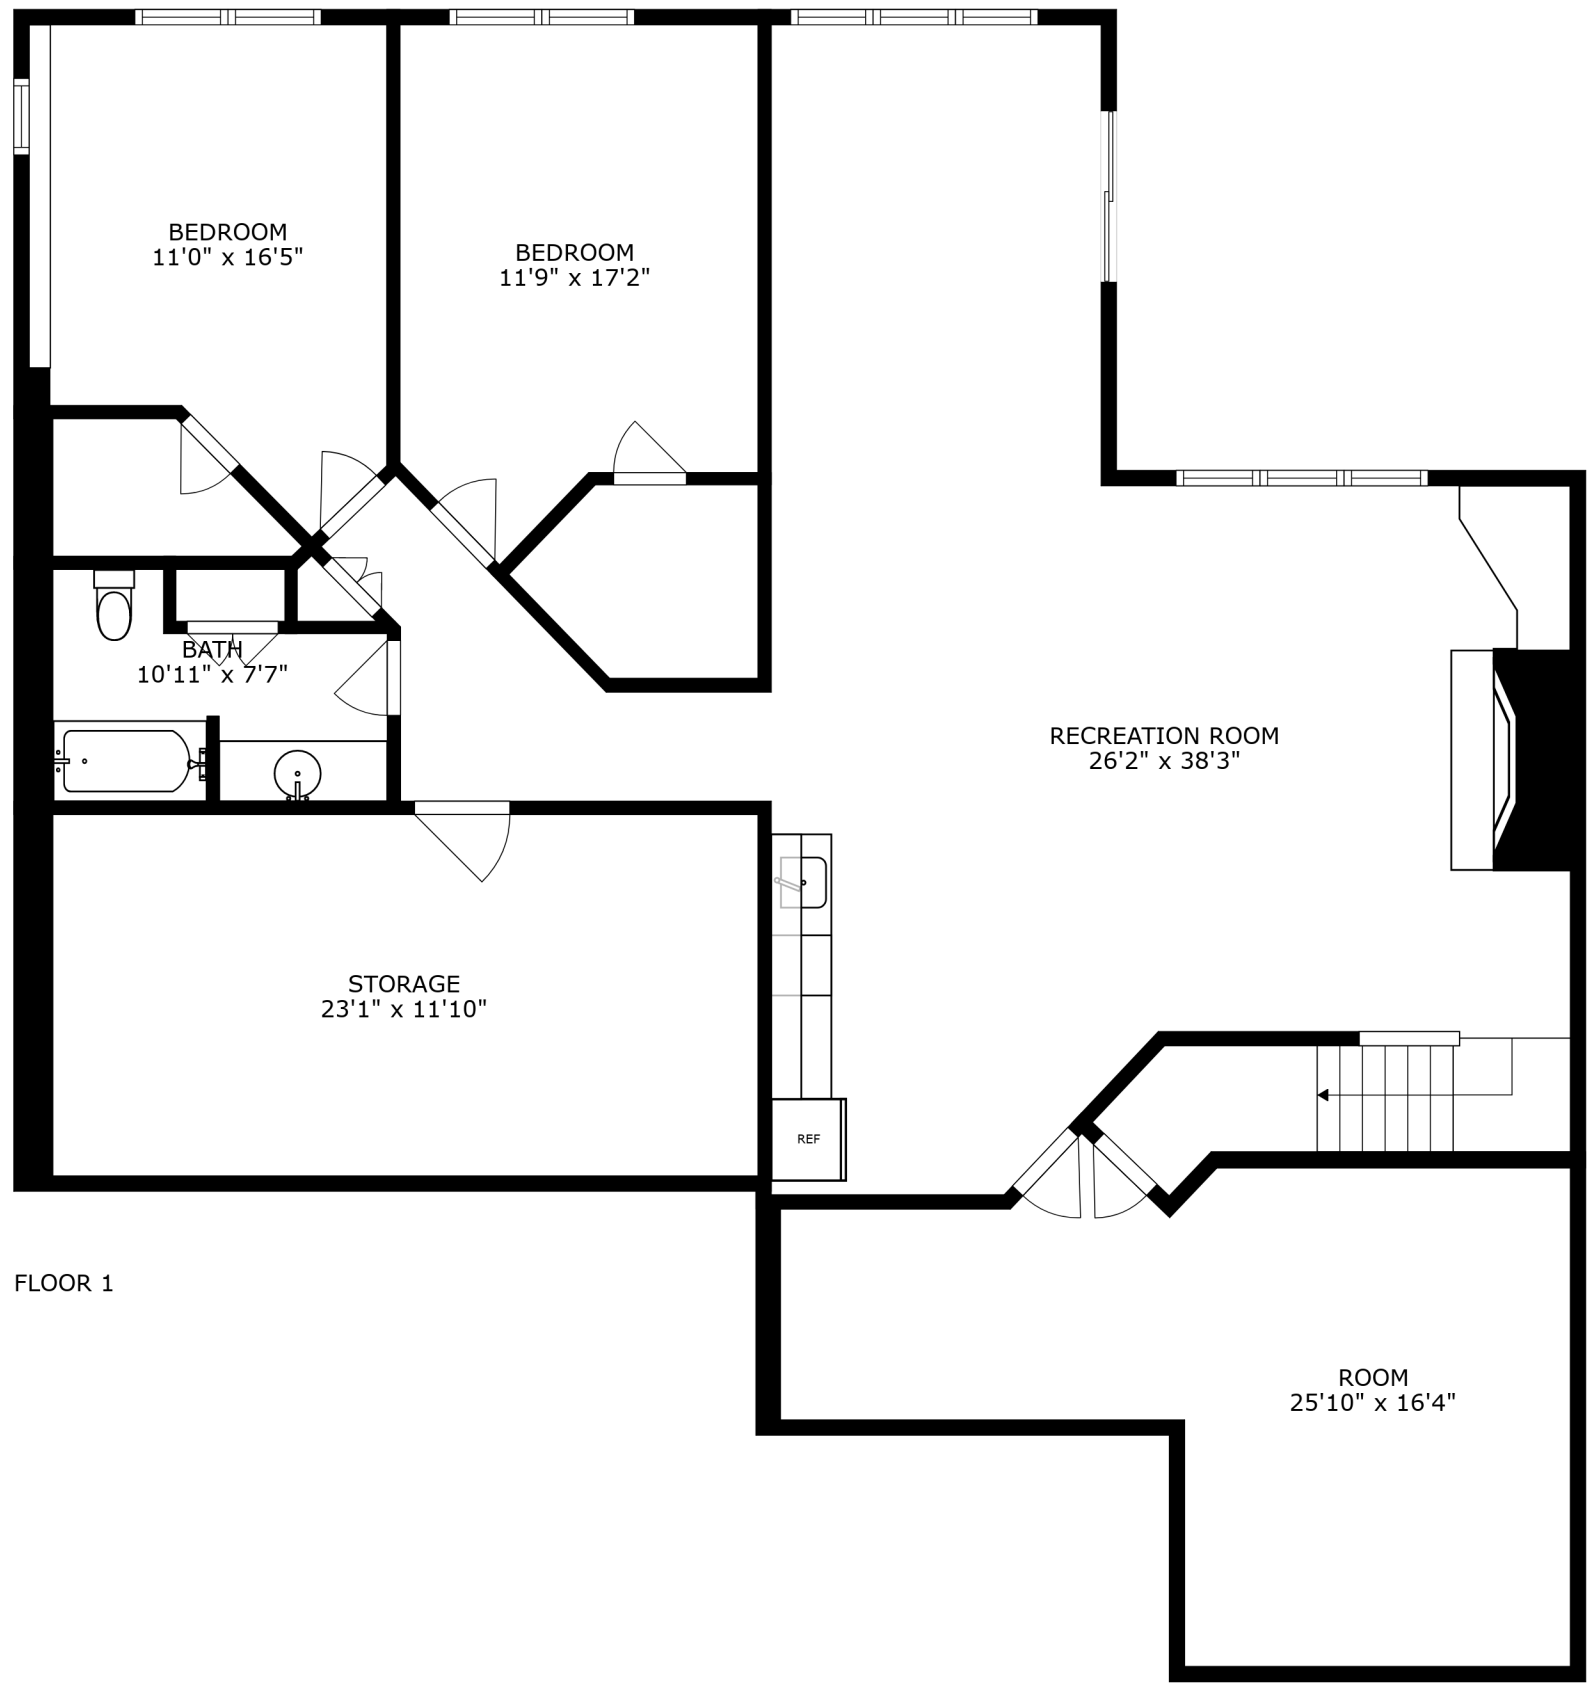 BEDROOM
11'0" x 16'5"
BEDROOM
11'9" x 17'2"
BATH
10'11" x 7'7"
RECREATION ROOM
26'2" x 38'3"
STORAGE
23'1" x 11'10"
REF
FLOOR 1
ROOM
25'10" x 16'4"